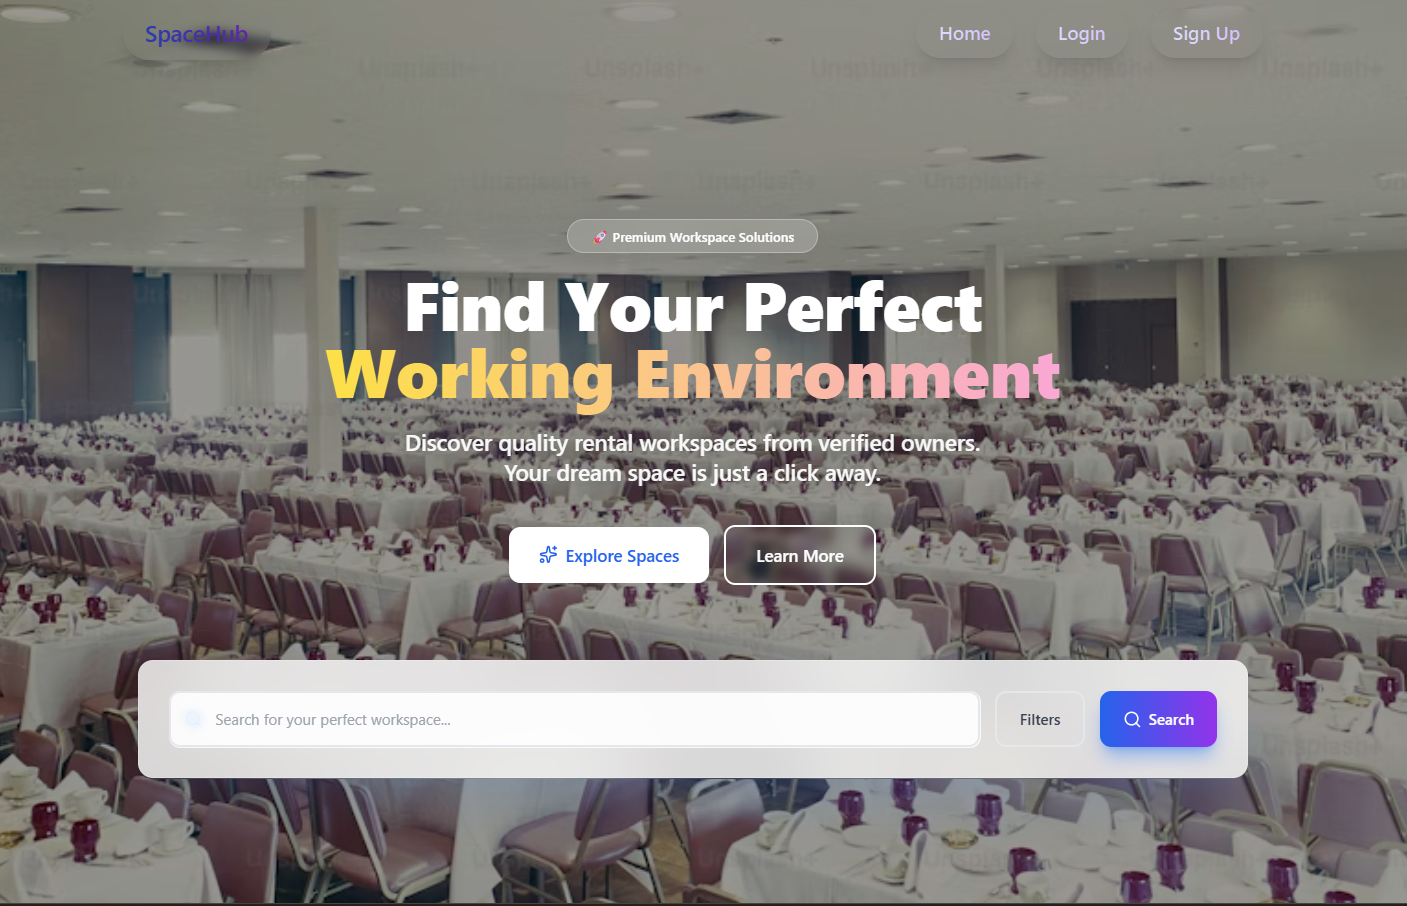 SpaceHub
Home
Login
Sign Up
🚀 Premium Workspace Solutions
Find Your Perfect
Working Environment
Discover quality rental workspaces from verified owners.
Your dream space is just a click away.
Explore Spaces
Learn More
Search for your perfect workspace...
Filters
Search
Unsplash+
Unsplash+
Unsplash+
Unsplash+
Unsplash+
Unsplash+